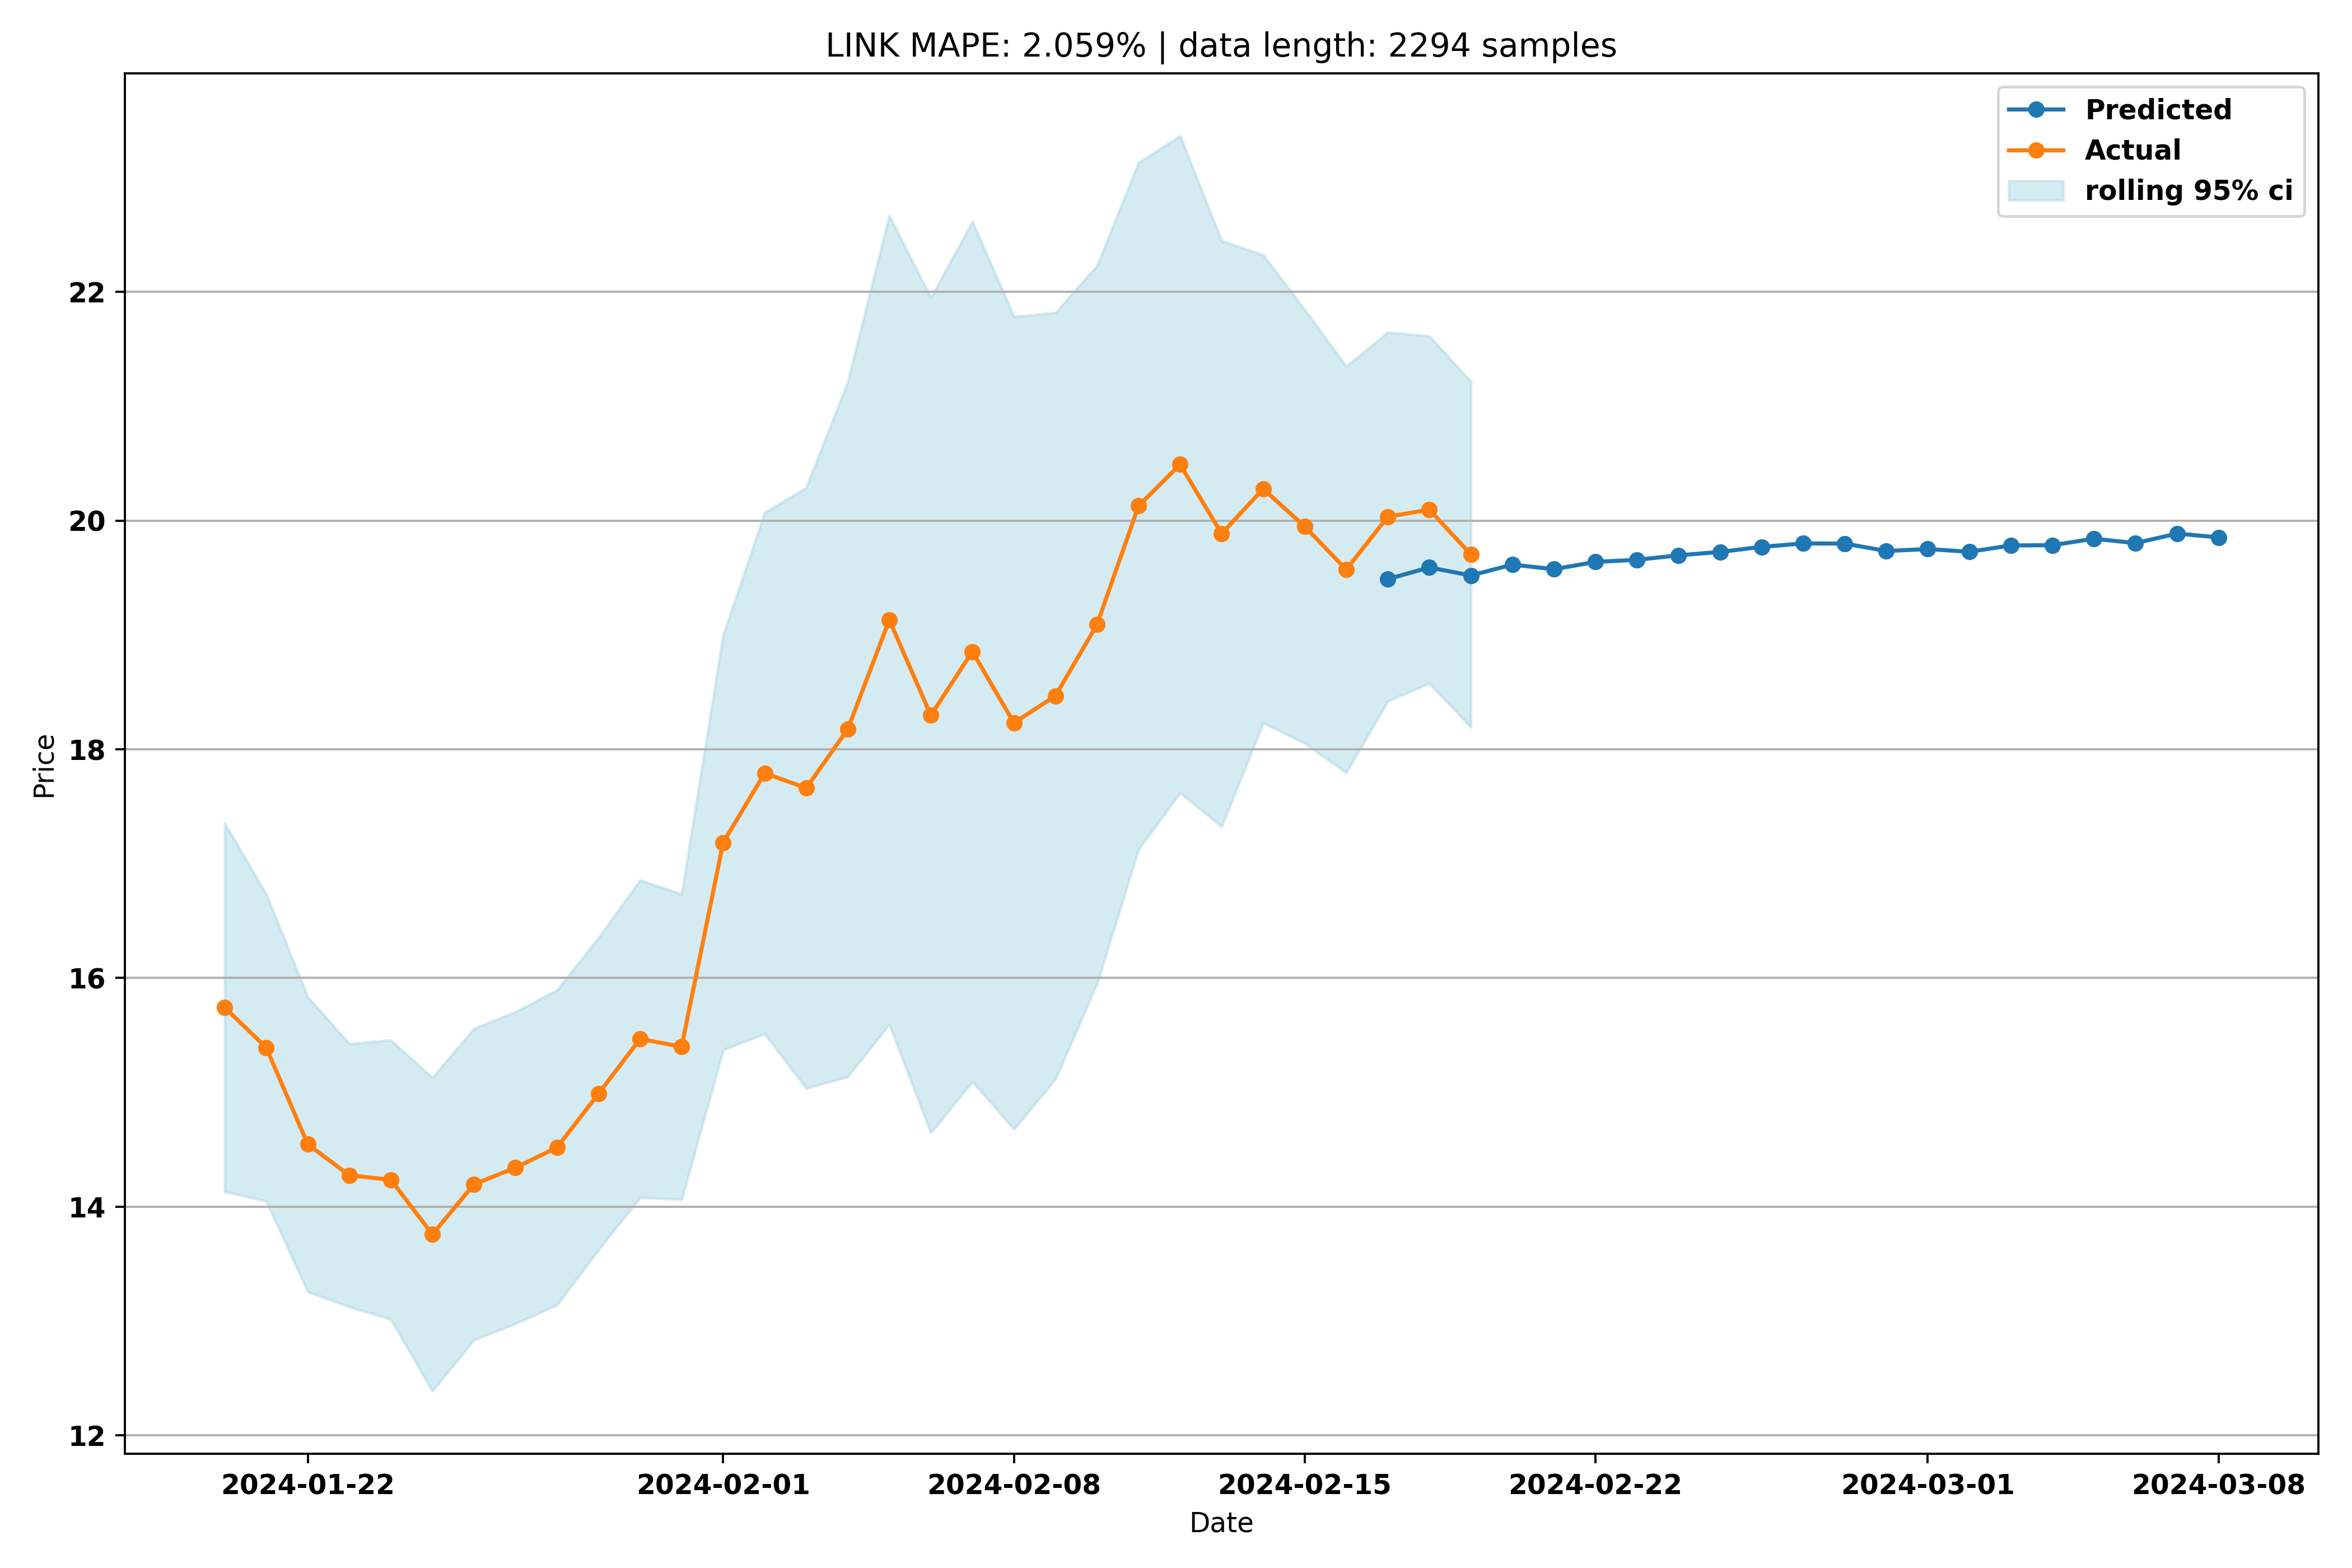 LINK MAPE: 2.059% | data length: 2294 samples
Predicted
Actual
rolling 95% ci
22
20
18
16
14
12
Price
2024-01-22
2024-02-01
2024-02-08
2024-02-15
2024-02-22
2024-03-01
2024-03-08
Date